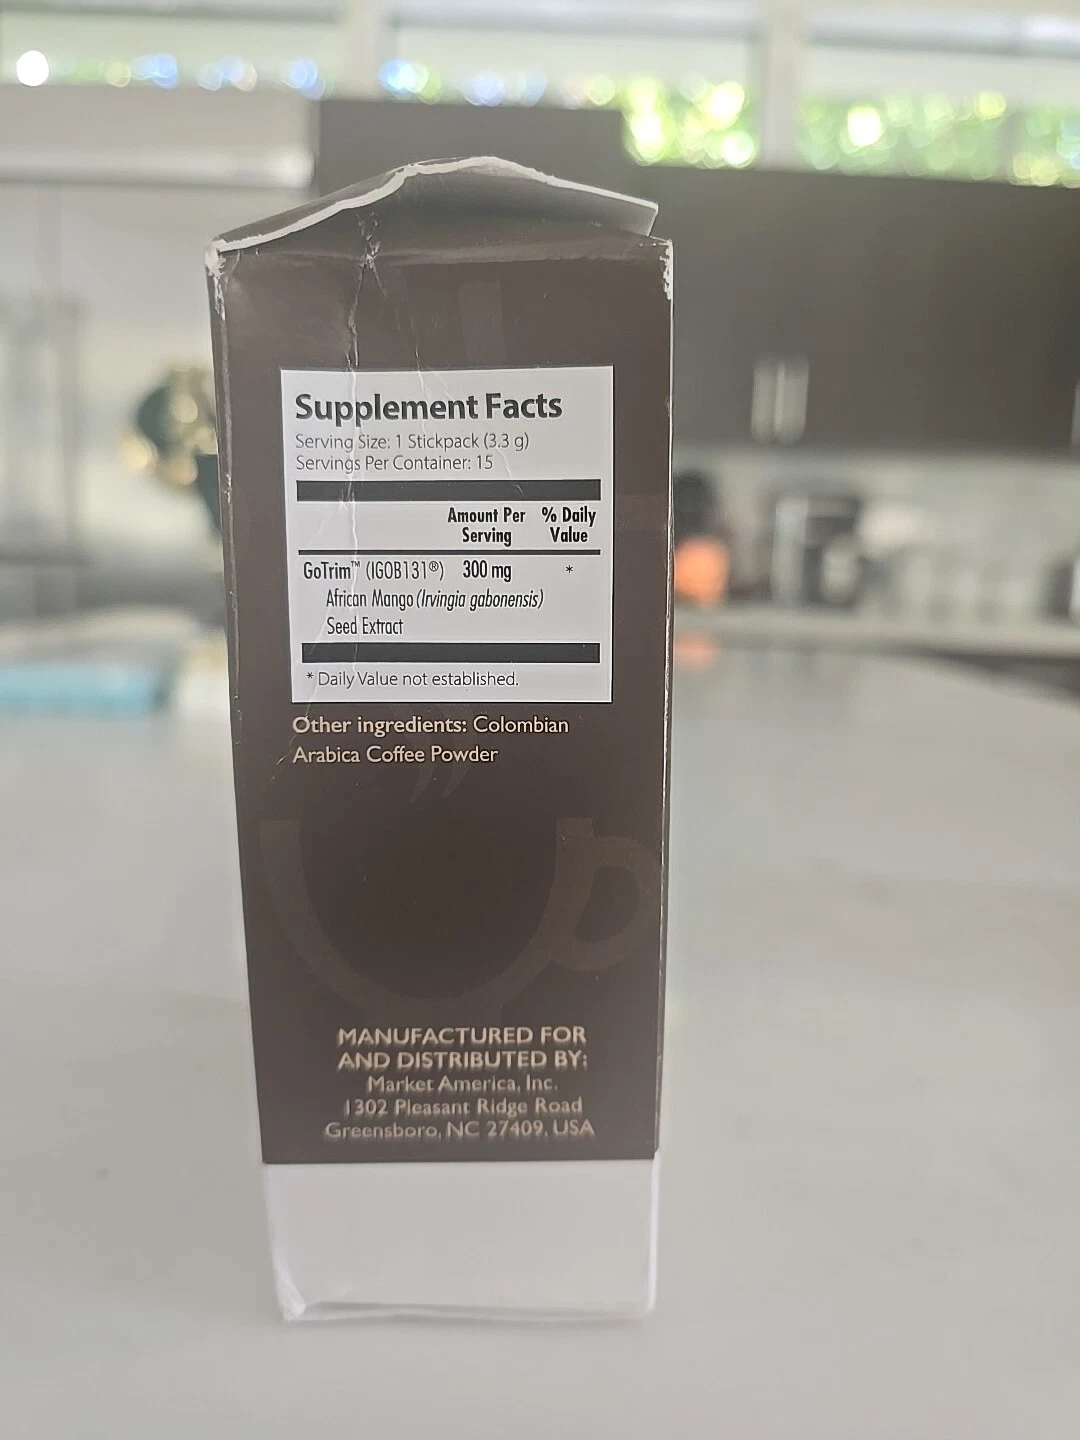 Supplement Facts
Serving Size: 1 Stickpack (3.3 g)
Servings Per Container: 15
Amount Per % Daily
Serving Value
GoTrim™ (IGOB131®) 300 mg *
African Mango (Irvingia gabonensis)
Seed Extract
* Daily Value not established.
Other ingredients: Colombian
Arabica Coffee Powder
MANUFACTURED FOR
AND DISTRIBUTED BY:
Market America, Inc.
1302 Pleasant Ridge Road
Greensboro, NC 27409, USA